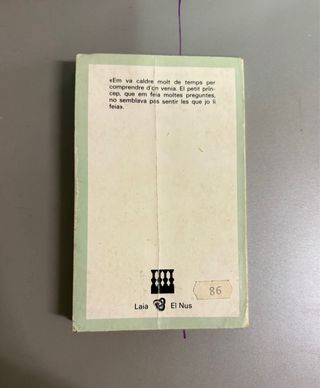 «Em va caldre molt de temps per
comprendre d'on venia. El petit prín-
cep, que em feia moltes preguntes,
no semblava pas sentir les que jo li
feia».
Laia El Nus
86